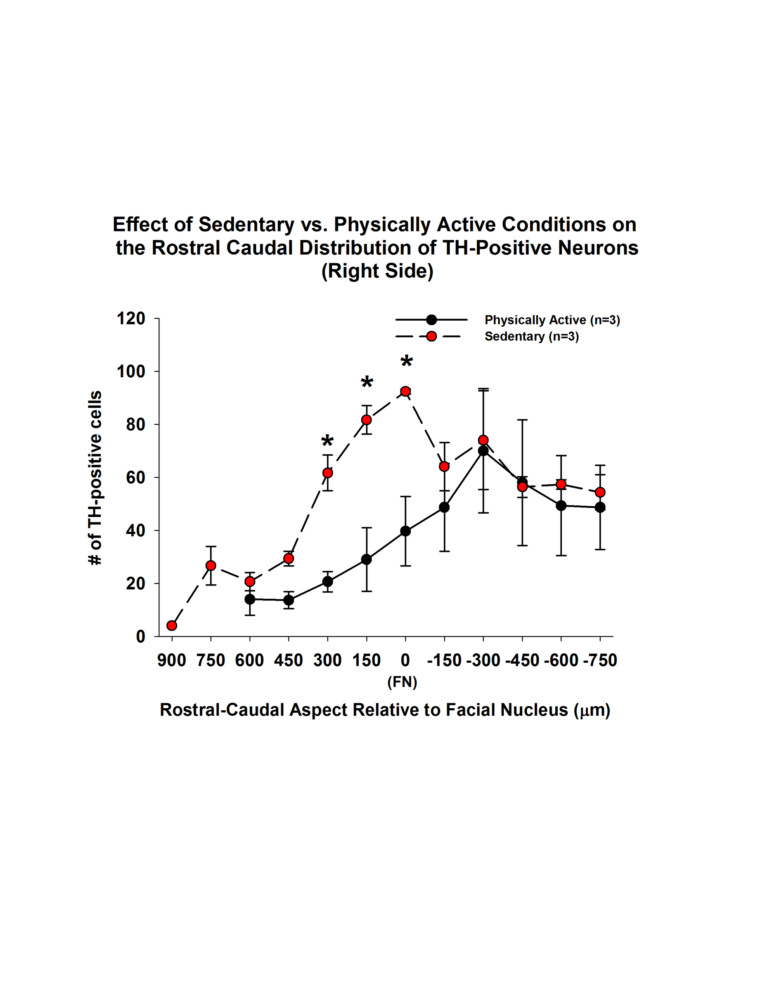 Effect of Sedentary vs. Physically Active Conditions on
the Rostral Caudal Distribution of TH-Positive Neurons
(Right Side)
Physically Active (n=3)
Sedentary (n=3)
# of TH-positive cells
120
100
80
60
40
20
0
* * *
900 750 600 450 300 150 0 -150 -300 -450 -600 -750
(FN)
Rostral-Caudal Aspect Relative to Facial Nucleus (μm)